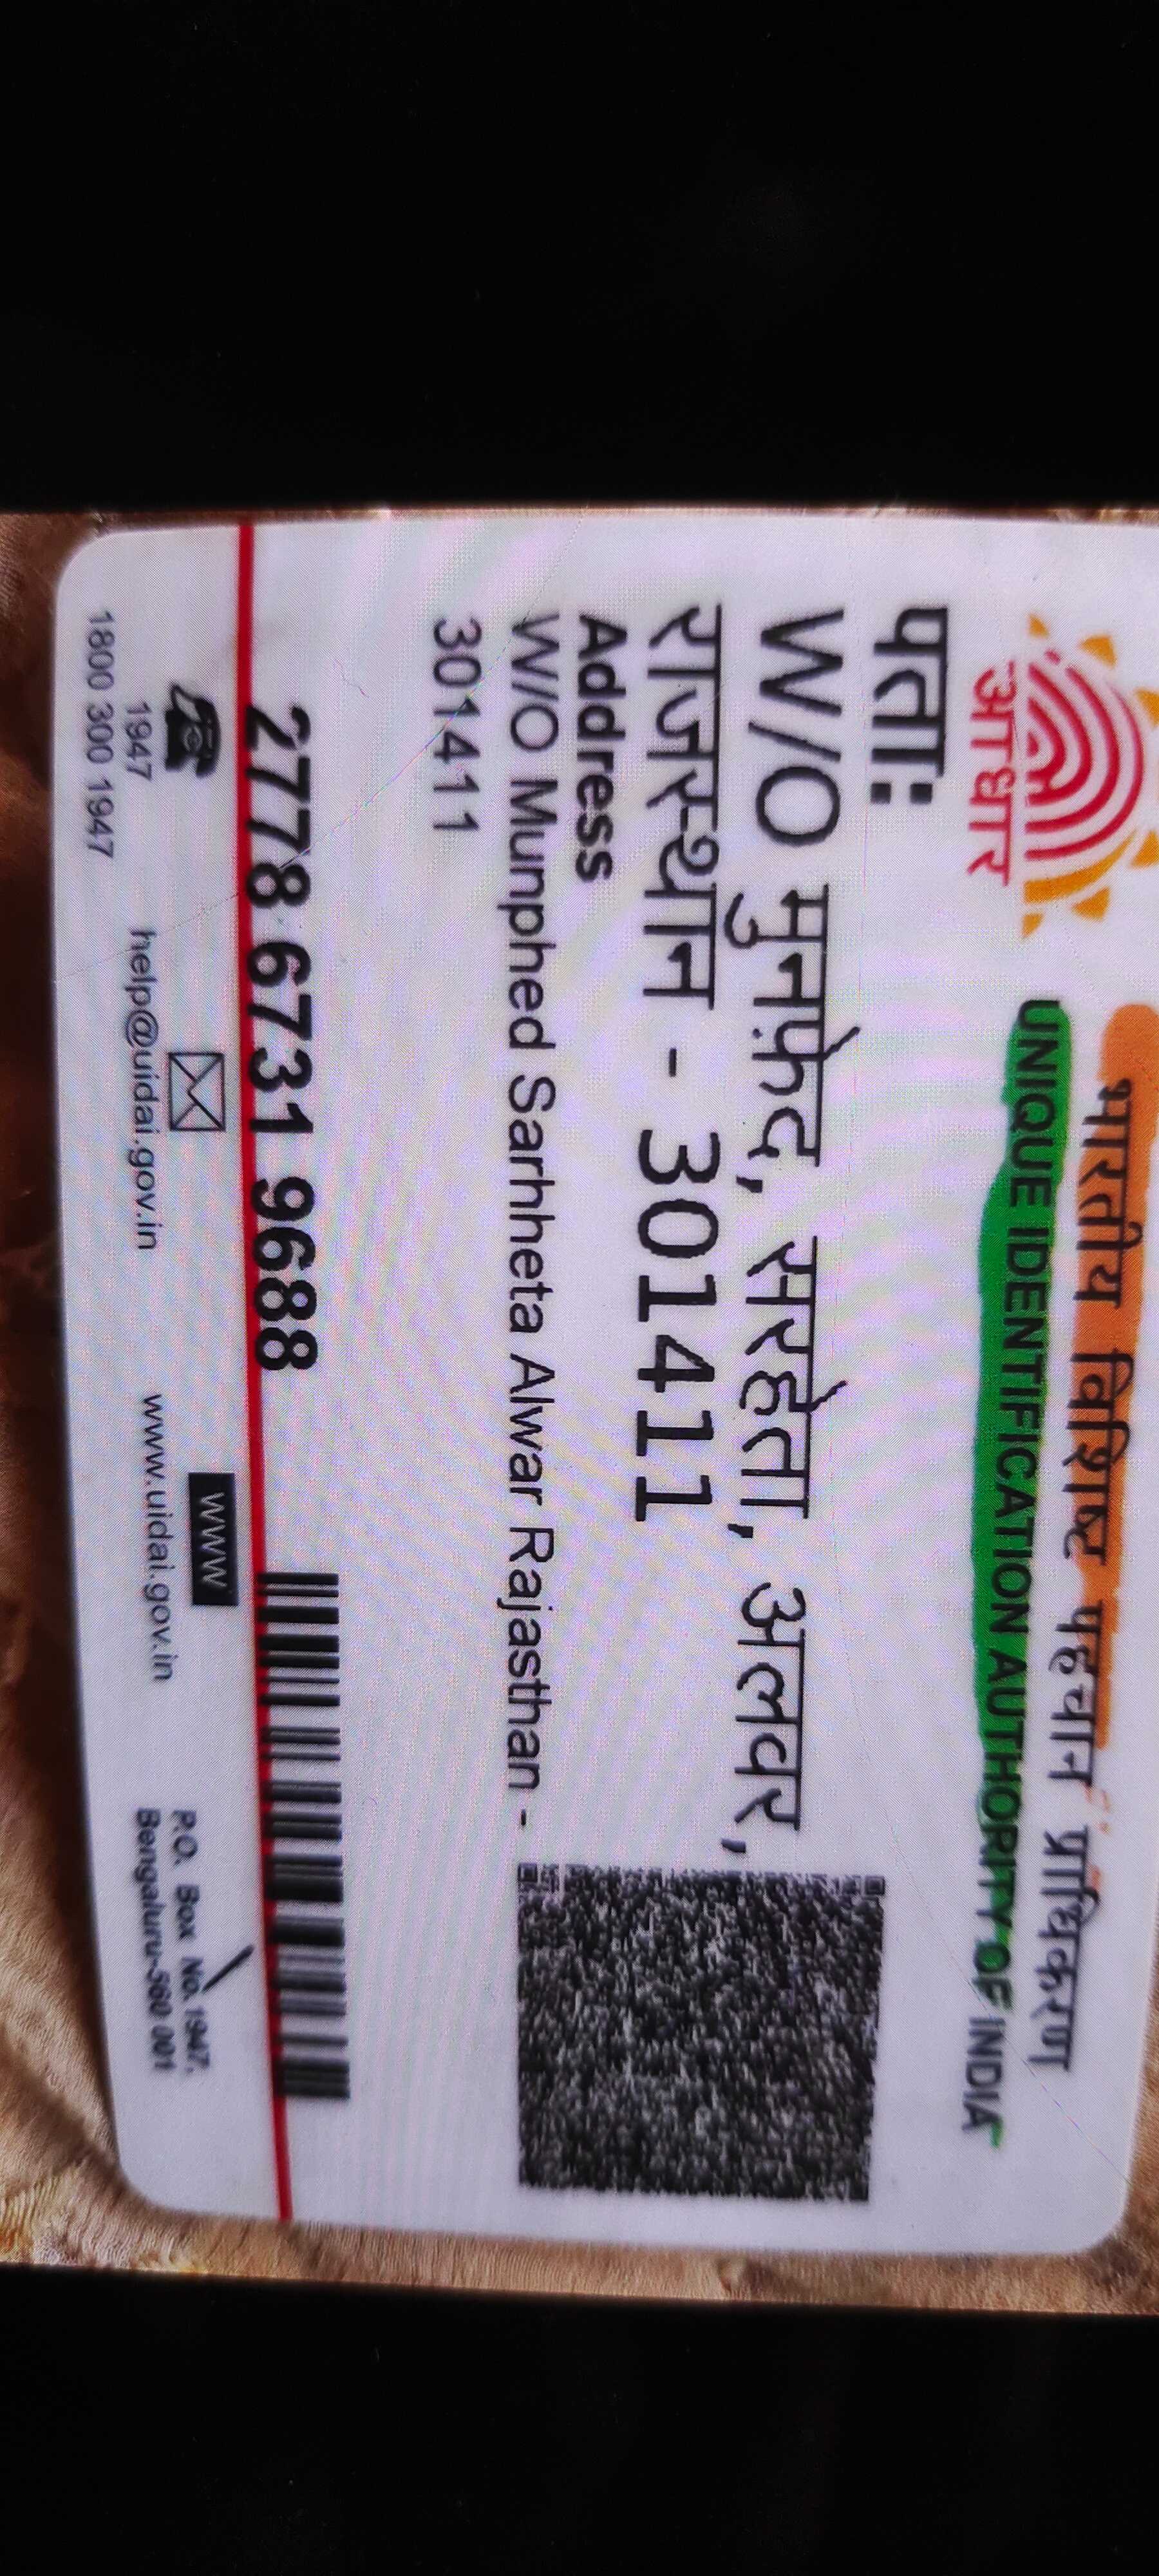 भारतीय विशिष्ट पहचान प्राधिकरण
UNIQUE IDENTIFICATION AUTHORITY OF INDIA
आधार
पता:
W/O मुनफेद, सरहेता, अलवर,
राजस्थान - 301411
Address
W/O Munphed Sarhheta Alwar Rajasthan -
301411
2778 6731 9688
1947
1800 300 1947
help@uidai.gov.in
WWW
www.uidai.gov.in
P.O. Box No. 1947,
Bengaluru-560 001